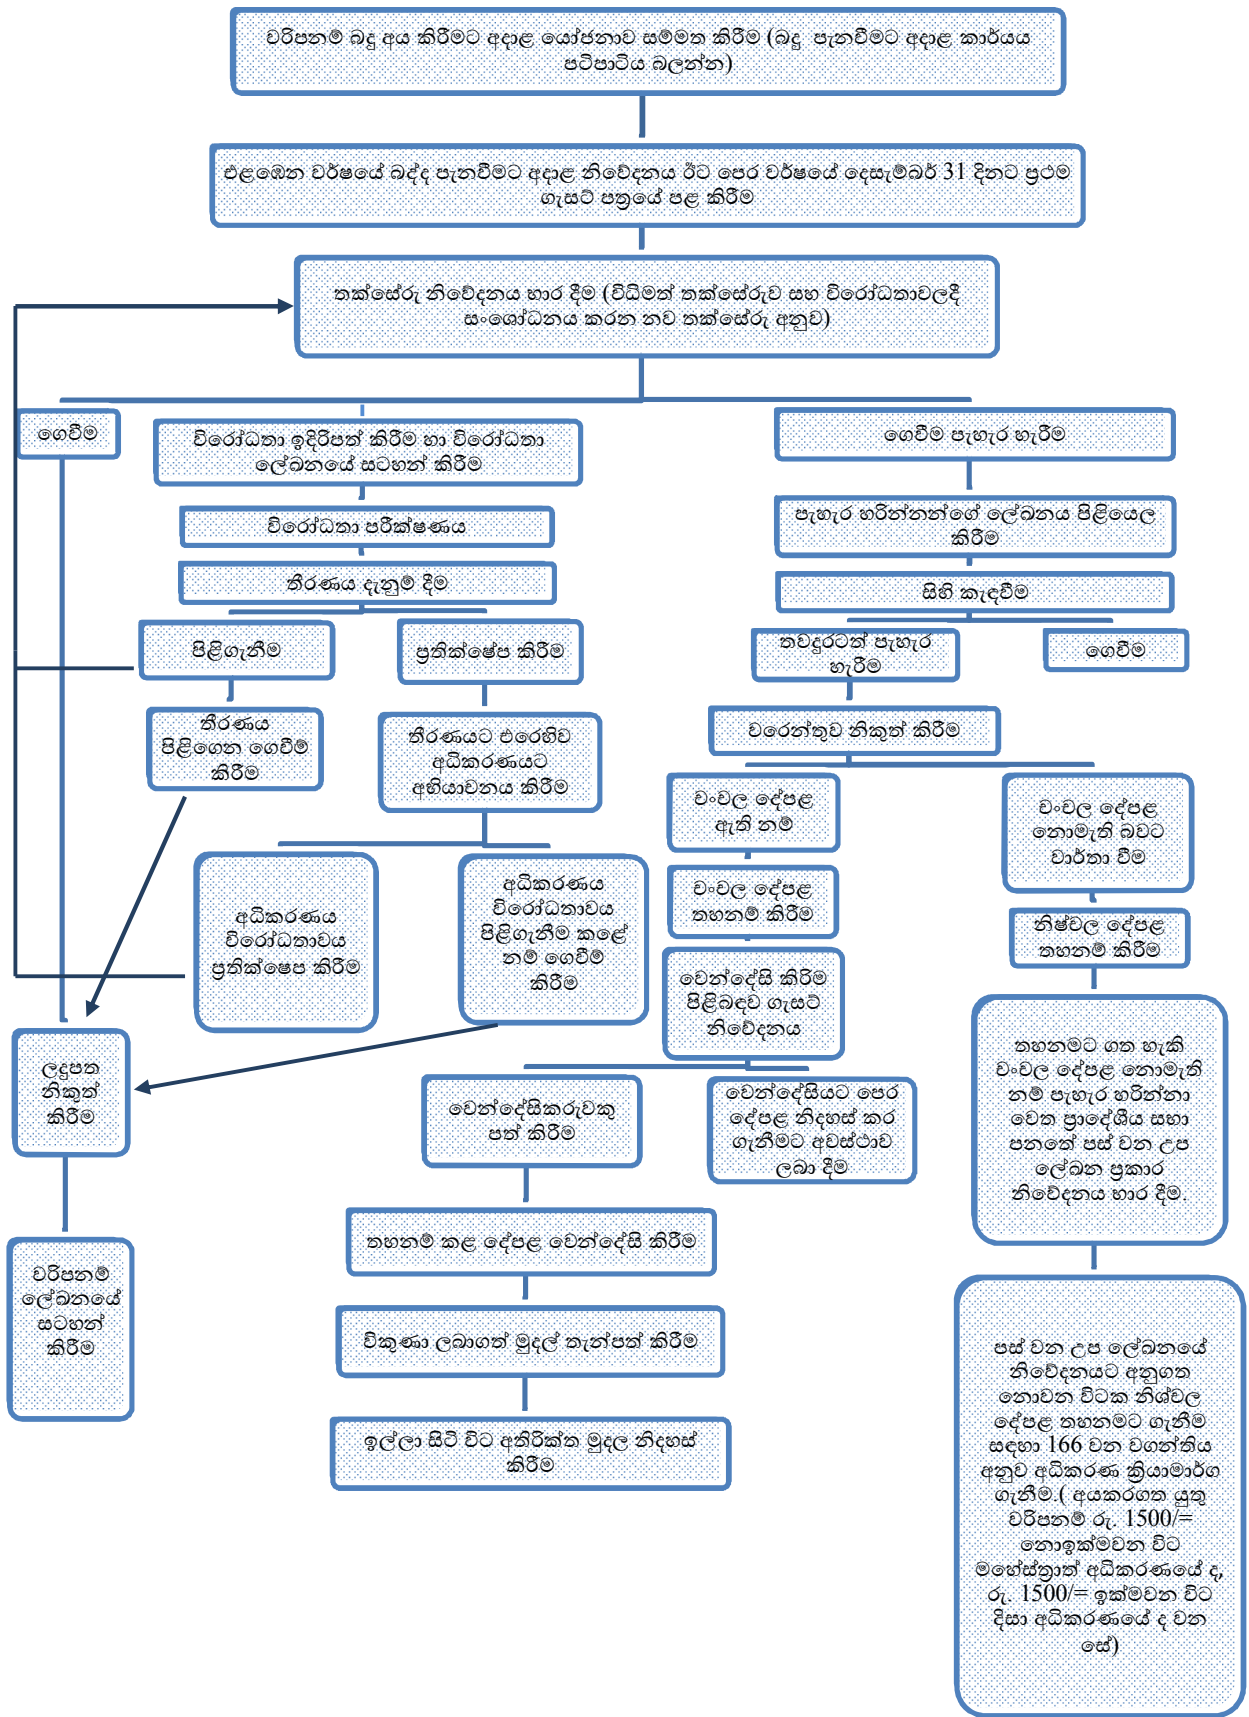 වරිපනම් බදු අය කිරීමට අදාළ යෝජනාව සම්මත කිරීම (බදු පැනවීමට අදාළ කාර්යය
පටිපාටිය බලන්න)
එළඹෙන වර්ෂයේ බද්ද පැනවීමට අදාළ නිවේදනය ඊට පෙර වර්ෂයේ දෙසැම්බර් 31 දිනට ප්‍රථම
ගැසට් පත්‍රයේ පළ කිරීම
තක්සේරු නිවේදනය භාර දීම (විධිමත් තක්සේරුව සහ විරෝධතාවලදී
සංශෝධනය කරන නව තක්සේරු අනුව)
ගෙවීම
විරෝධතා ඉදිරිපත් කිරීම හා විරෝධතා
ලේඛනයේ සටහන් කිරීම
විරෝධතා පරීක්ෂණය
තීරණය දැනුම් දීම
පිළිගැනීම
ප්‍රතික්ෂේප කිරීම
තීරණය
පිළිගෙන ගෙවීම්
කිරීම
තීරණයට එරෙහිව
අධිකරණයට
අභියාචනය කිරීම
අධිකරණය
විරෝධතාවය
ප්‍රතික්ෂෙප කිරීම
අධිකරණය
විරෝධතාවය
පිළිගැනීම කළේ
නම් ගෙවීම්
කිරීම
ලදුපත
නිකුත්
කිරීම
වරිපනම්
ලේඛනයේ
සටහන්
කිරීම
ගෙවීම පැහැර හැරීම
පැහැර හරින්නන්ගේ ලේඛනය පිළියෙල
කිරීම
සිහි කැඳවීම
තවදුරටත් පැහැර
හැරීම
ගෙවීම
වරෙන්තුව නිකුත් කිරීම
චංචල දේපළ
ඇති නම්
චංචල දේපළ
තහනම් කිරීම
වෙන්දේසි කිරිම
පිළිබඳව ගැසට්
නිවේදනය
වෙන්දේසිකරුවකු
පත් කිරීම
වෙන්දේසියට පෙර
දේපළ නිදහස් කර
ගැනීමට අවස්ථාව
ලබා දීම
තහනම් කළ දේපළ වෙන්දේසි කිරීම
විකුණා ලබාගත් මුදල් තැන්පත් කිරීම
ඉල්ලා සිටි විට අතිරික්ත මුදල නිදහස්
කිරීම
චංචල දේපළ
නොමැති බවට
වාර්තා වීම
නිෂ්චල දේපළ
තහනම් කිරීම
තහනමට ගත හැකි
චංචල දේපළ නොමැති
නම් පැහැර හරින්නා
වෙත ප්‍රාදේශීය සභා
පනතේ පස් වන උප
ලේඛන ප්‍රකාර
නිවේදනය භාර දීම.
පස් වන උප ලේඛනයේ
නිවේදනයට අනුගත
නොවන විටක නිශ්චල
දේපළ තහනමට ගැනීම
සඳහා 166 වන වගන්තිය
අනුව අධිකරණ ක්‍රියාමාර්ග
ගැනීම.( අයකරගත යුතු
වරිපනම් රු. 1500/=
නොඉක්මවන විට
මහේස්ත්‍රාත් අධිකරණයේ ද,
රු. 1500/= ඉක්මවන විට
දිසා අධිකරණයේ ද වන
සේ)